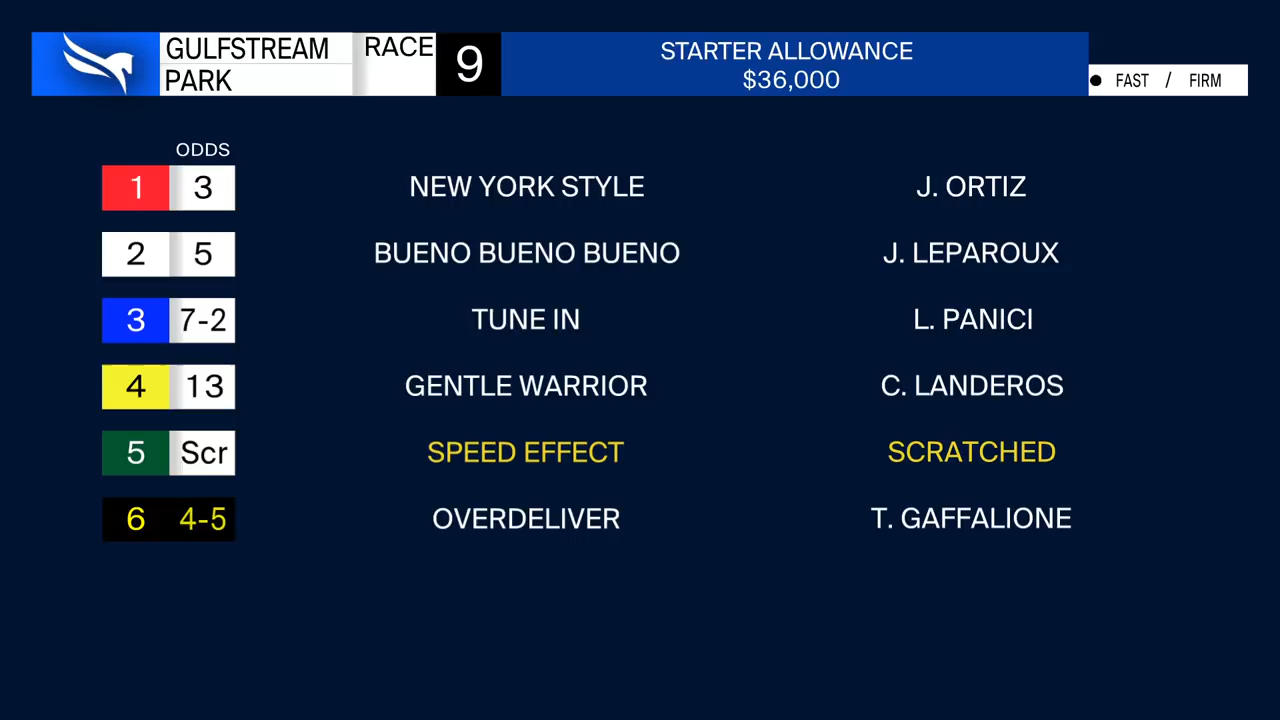 GULFSTREAM PARK RACE 9
STARTER ALLOWANCE
$36,000
FAST / FIRM
ODDS
1 3 NEW YORK STYLE J. ORTIZ
2 5 BUENO BUENO BUENO J. LEPAROUX
3 7-2 TUNE IN L. PANICI
4 13 GENTLE WARRIOR C. LANDEROS
5 Scr SPEED EFFECT SCRATCHED
6 4-5 OVERDELIVER T. GAFFALIONE